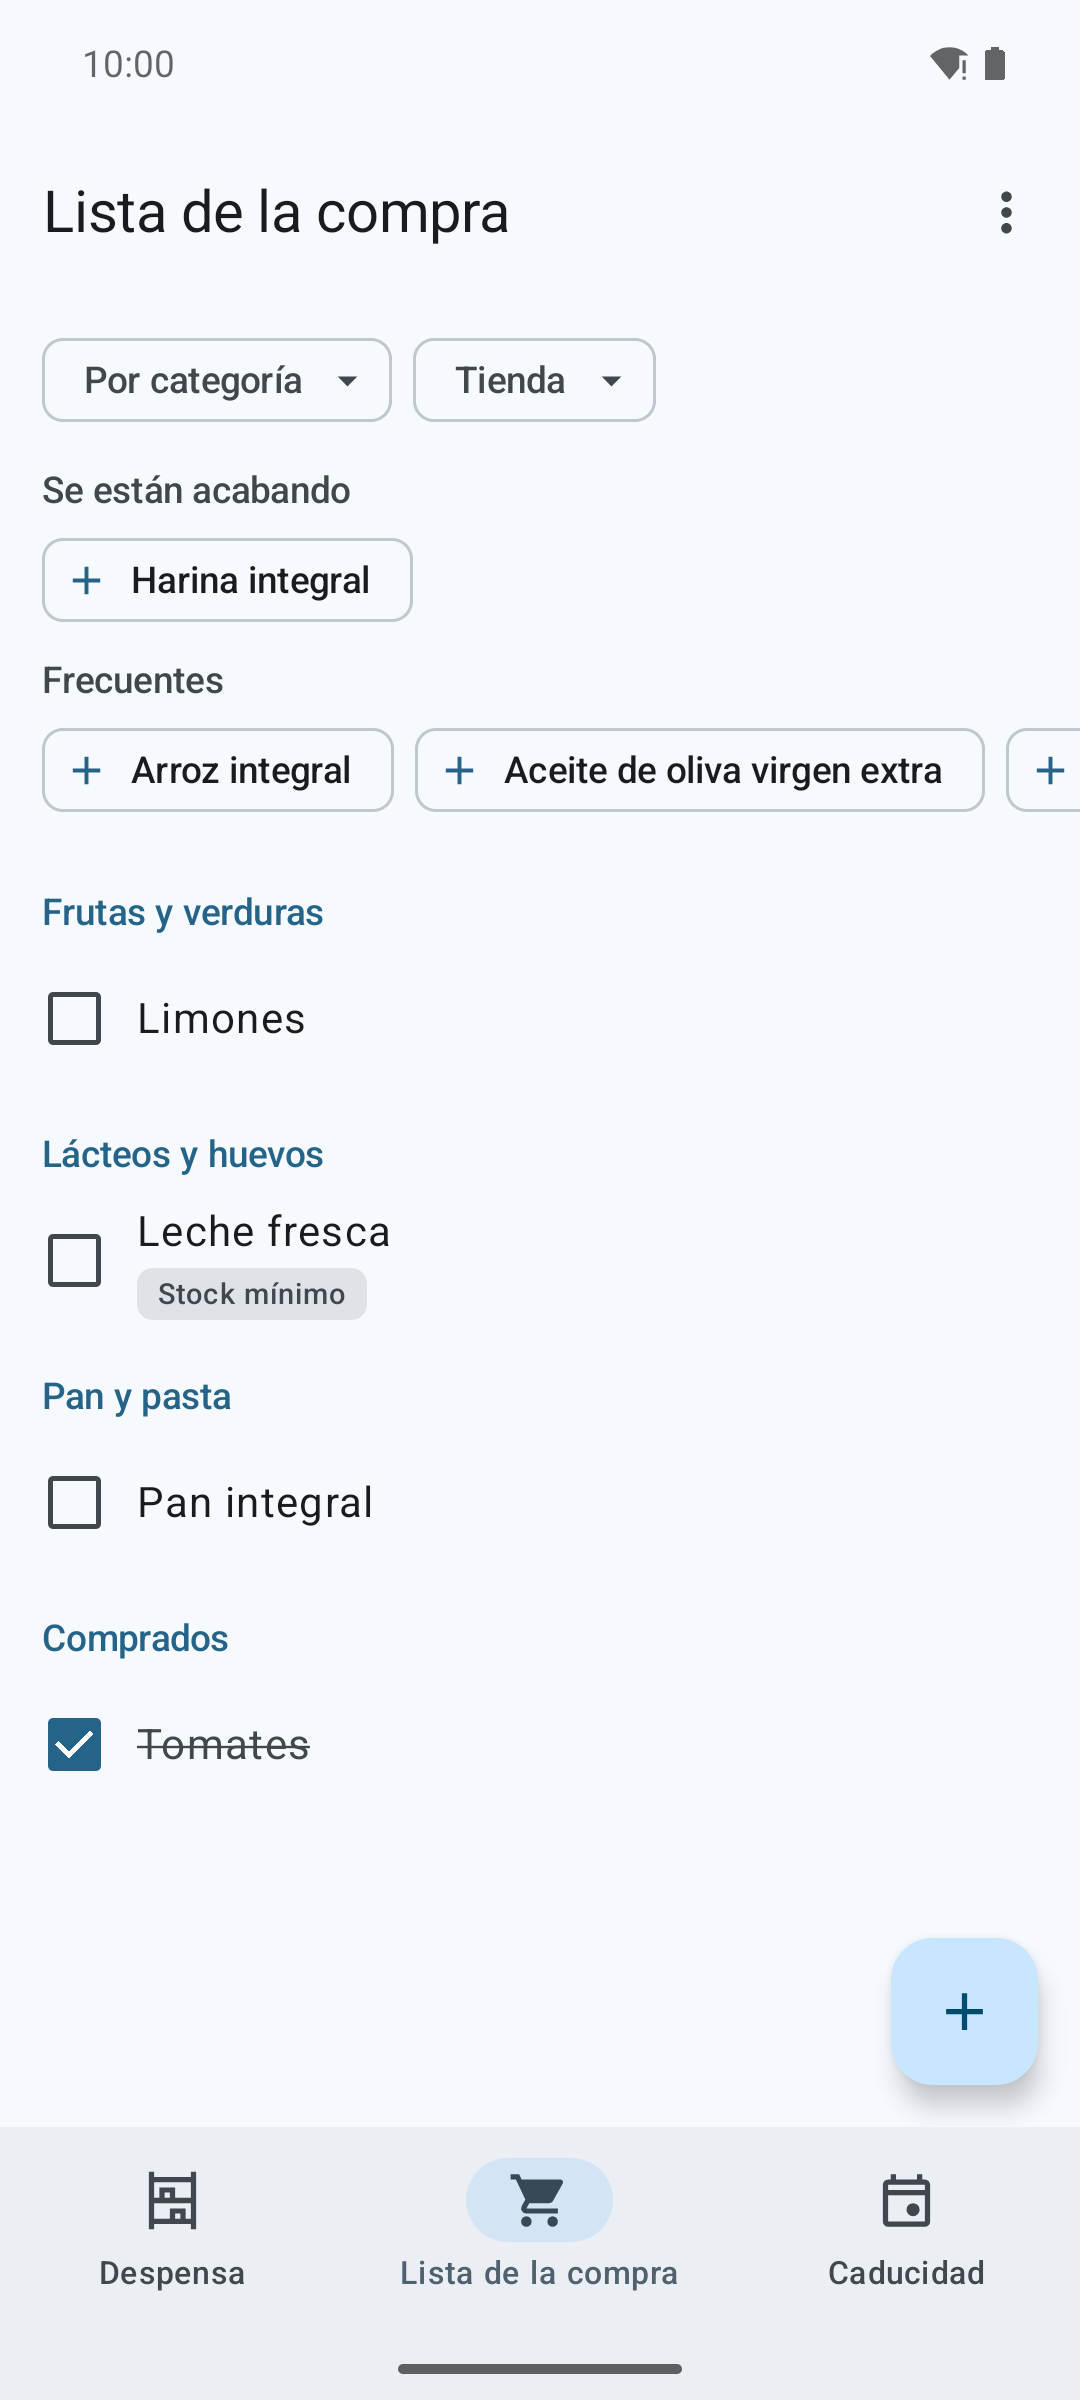 10:00
Lista de la compra
Por categoría
Tienda
Se están acabando
Harina integral
Frecuentes
Arroz integral
Aceite de oliva virgen extra
Frutas y verduras
Limones
Lácteos y huevos
Leche fresca
Stock mínimo
Pan y pasta
Pan integral
Comprados
Tomates
Despensa
Lista de la compra
Caducidad